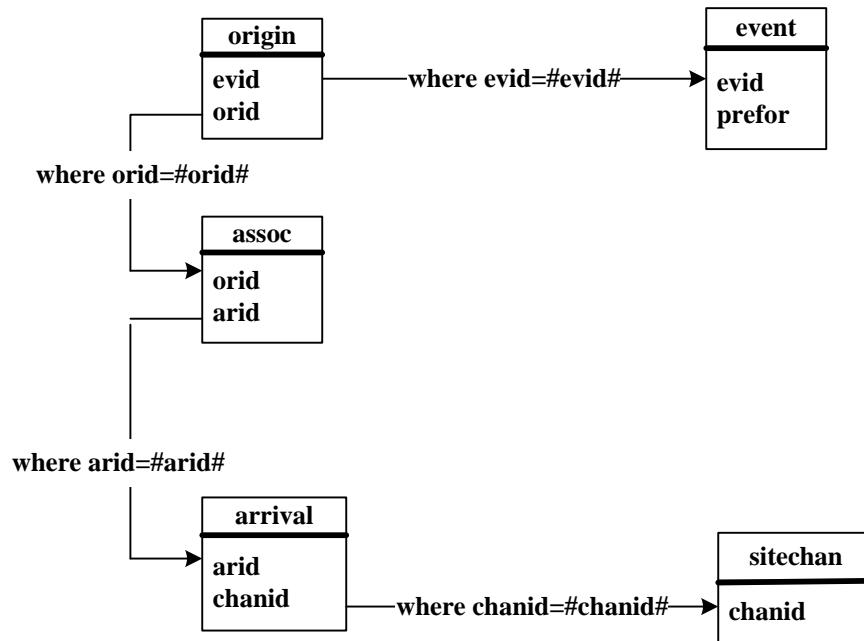 origin
evid
orid
where evid=#evid#
event
evid
prefor
where orid=#orid#
assoc
orid
arid
where arid=#arid#
arrival
arid
chanid
where chanid=#chanid#
sitechan
chanid